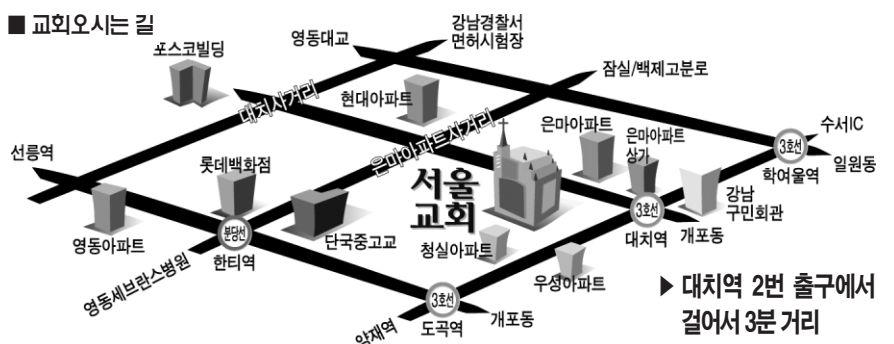 ■ 교회오시는 길
강남경찰서
면허시험장
영동대교
포스코빌딩
잠실/백제고분로
대치사거리
현대아파트
은마아파트사거리
은마아파트
은마아파트
상가
수서IC
3호선
학여울역
일원동
선릉역
롯데백화점
서울
교회
강남
구민회관
3호선
대치역
개포동
영동아파트
분당선
한티역
단국중고교
청실아파트
우성아파트
영동세브란스병원
3호선
도곡역
개포동
양재역
▶ 대치역 2번 출구에서
걸어서 3분 거리